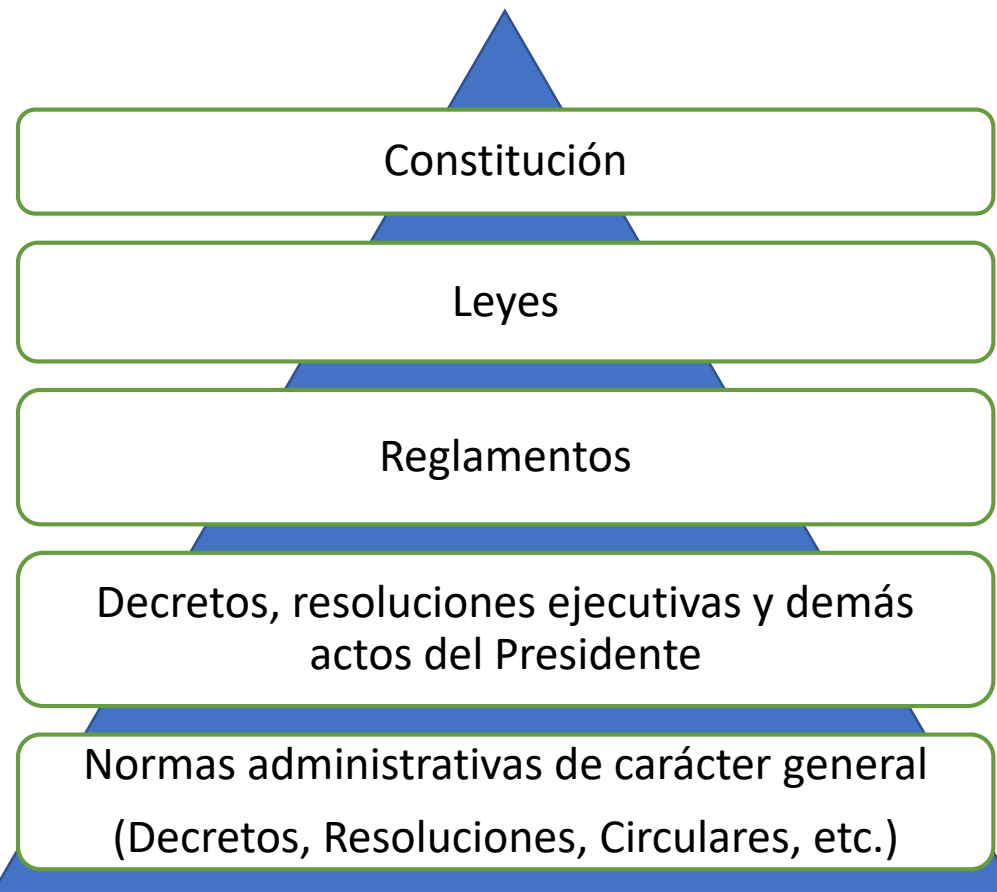 Constitución
Leyes
Reglamentos
Decretos, resoluciones ejecutivas y demás
actos del Presidente
Normas administrativas de carácter general
(Decretos, Resoluciones, Circulares, etc.)